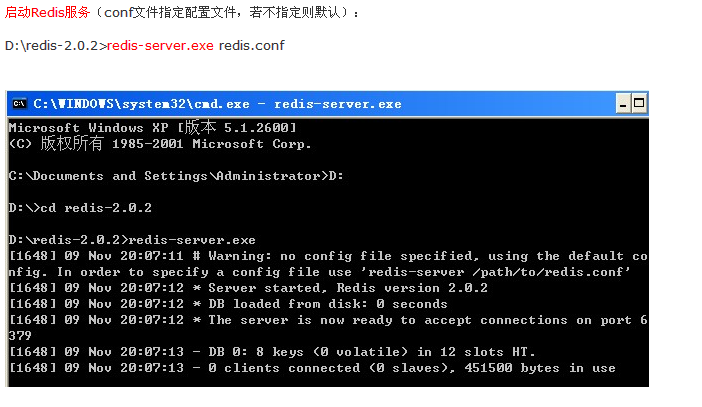 启动Redis服务（conf文件指定配置文件，若不指定则默认）：
D:\redis-2.0.2>redis-server.exe redis.conf
C:\WINDOWS\system32\cmd.exe - redis-server.exe
Microsoft Windows XP [版本 5.1.2600]
(C) 版权所有 1985-2001 Microsoft Corp.
C:\Documents and Settings\Administrator>D:
D:\>cd redis-2.0.2
D:\redis-2.0.2>redis-server.exe
[1648] 09 Nov 20:07:11 # Warning: no config file specified, using the default co
nfig. In order to specify a config file use 'redis-server /path/to/redis.conf'
[1648] 09 Nov 20:07:12 * Server started, Redis version 2.0.2
[1648] 09 Nov 20:07:12 * DB loaded from disk: 0 seconds
[1648] 09 Nov 20:07:12 * The server is now ready to accept connections on port 6
379
[1648] 09 Nov 20:07:13 - DB 0: 8 keys (0 volatile) in 12 slots HT.
[1648] 09 Nov 20:07:13 - 0 clients connected (0 slaves), 451500 bytes in use